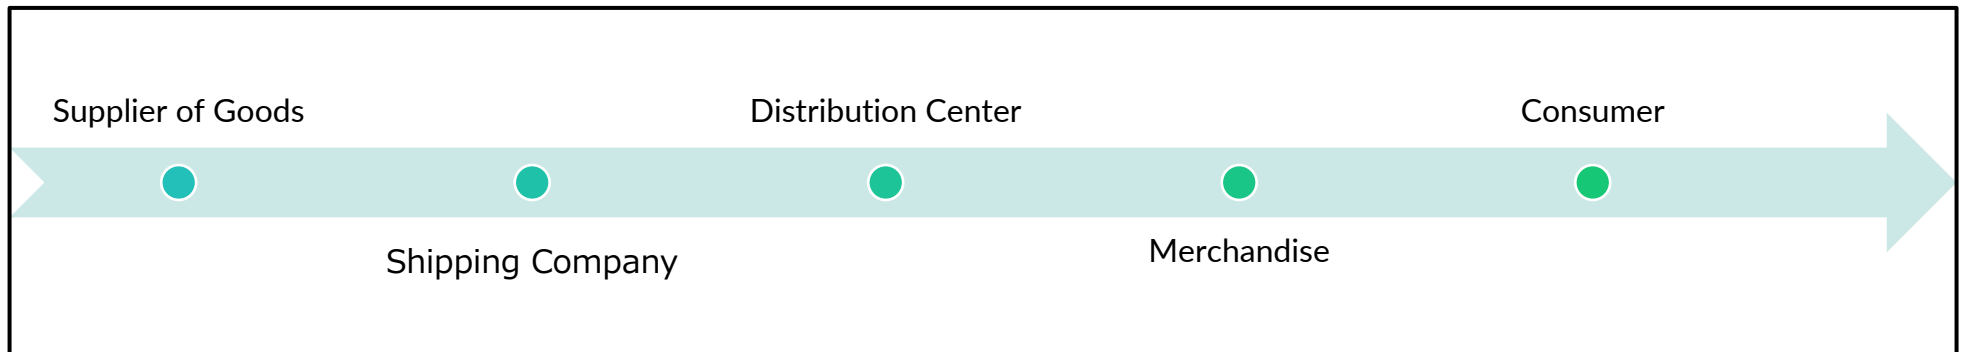 Supplier of Goods
Shipping Company
Distribution Center
Merchandise
Consumer